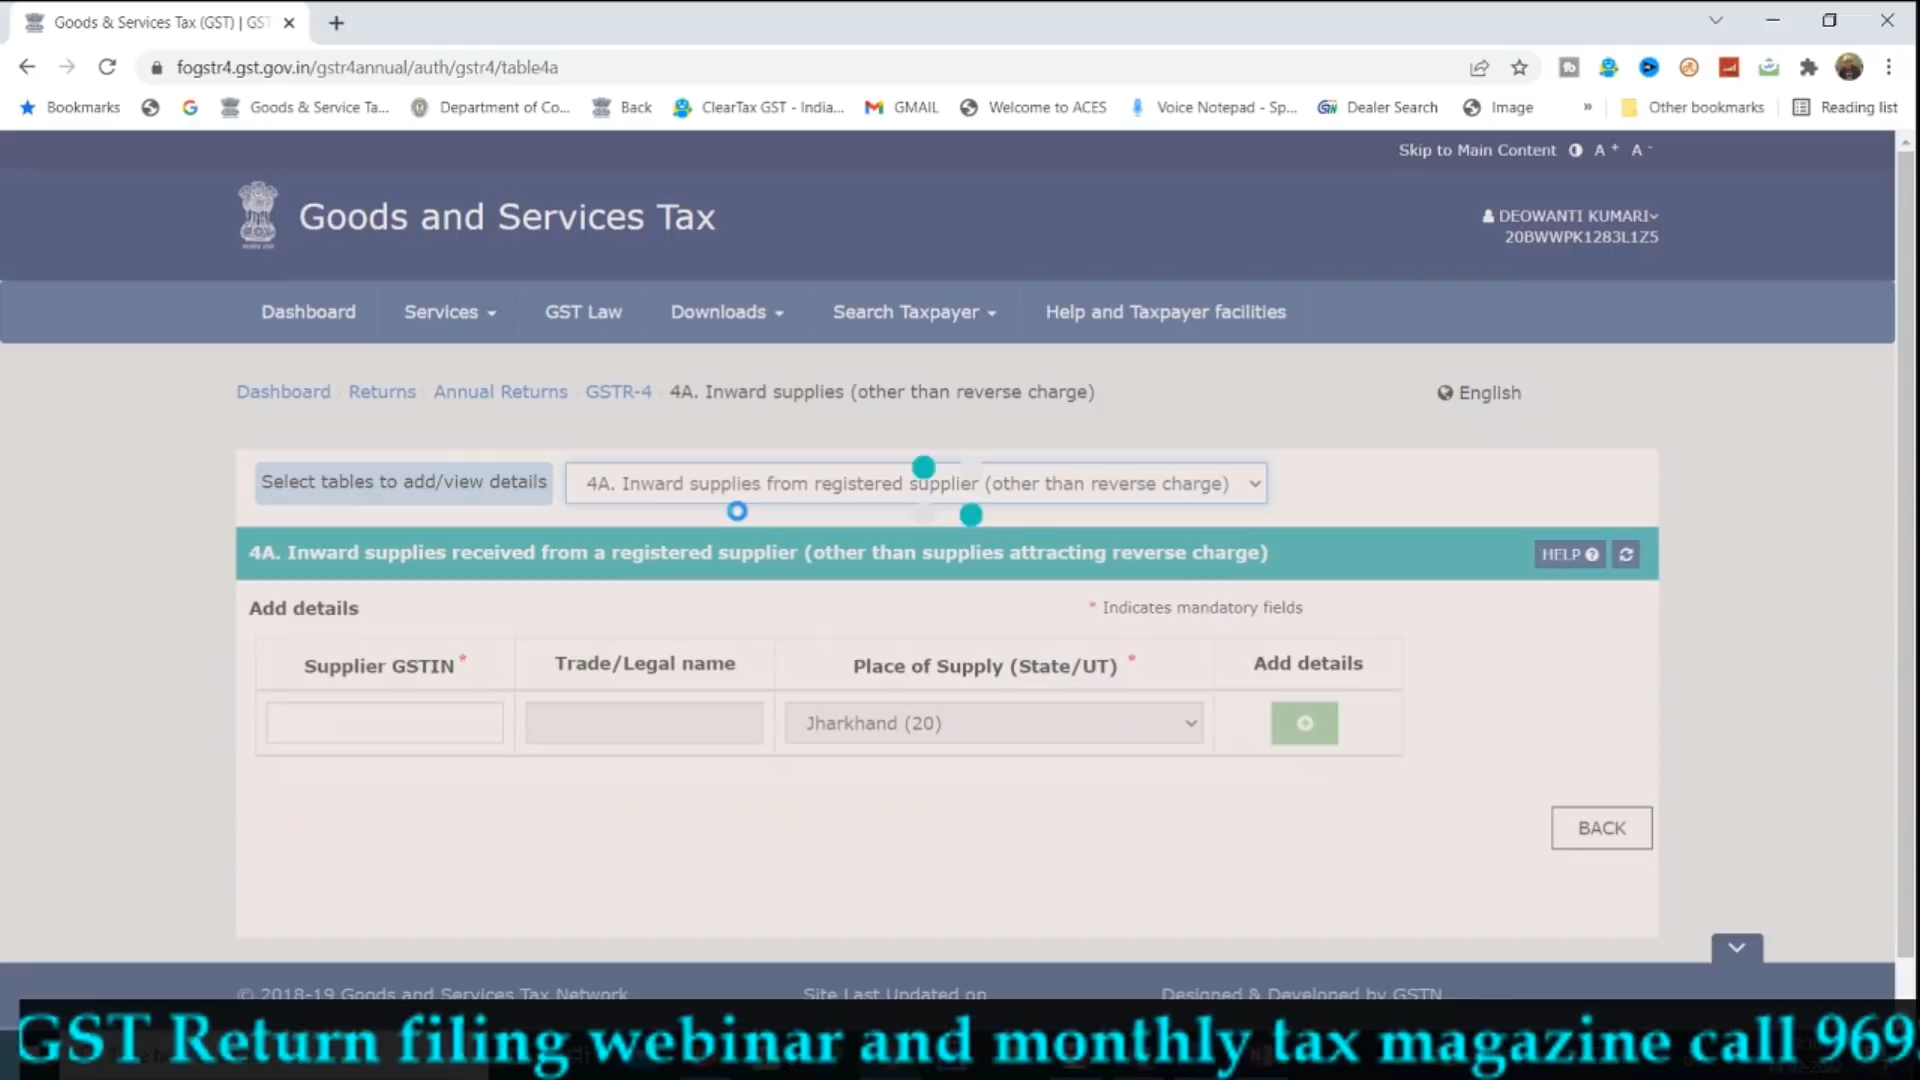 Goods & Services Tax (GST) | GST
fogstr4.gst.gov.in/gstr4annual/auth/gstr4/table4a
Bookmarks Goods & Service Ta... Department of Co... Back ClearTax GST - India... GMAIL Welcome to ACES Voice Notepad - Sp... Dealer Search Image » Other bookmarks Reading list
Skip to Main Content A+ A-
Goods and Services Tax
DEOWANTI KUMARI
20BWWPK1283L1Z5
Dashboard Services GST Law Downloads Search Taxpayer Help and Taxpayer facilities
Dashboard Returns Annual Returns GSTR-4 4A. Inward supplies (other than reverse charge) English
Select tables to add/view details 4A. Inward supplies from registered supplier (other than reverse charge)
4A. Inward supplies received from a registered supplier (other than supplies attracting reverse charge) HELP
Add details * Indicates mandatory fields
Supplier GSTIN * Trade/Legal name Place of Supply (State/UT) * Add details
Jharkhand (20)
BACK
© 2018-19 Goods and Services Tax Network Site Last Updated on Designed & Developed by GSTN
GST Return filing webinar and monthly tax magazine call 969